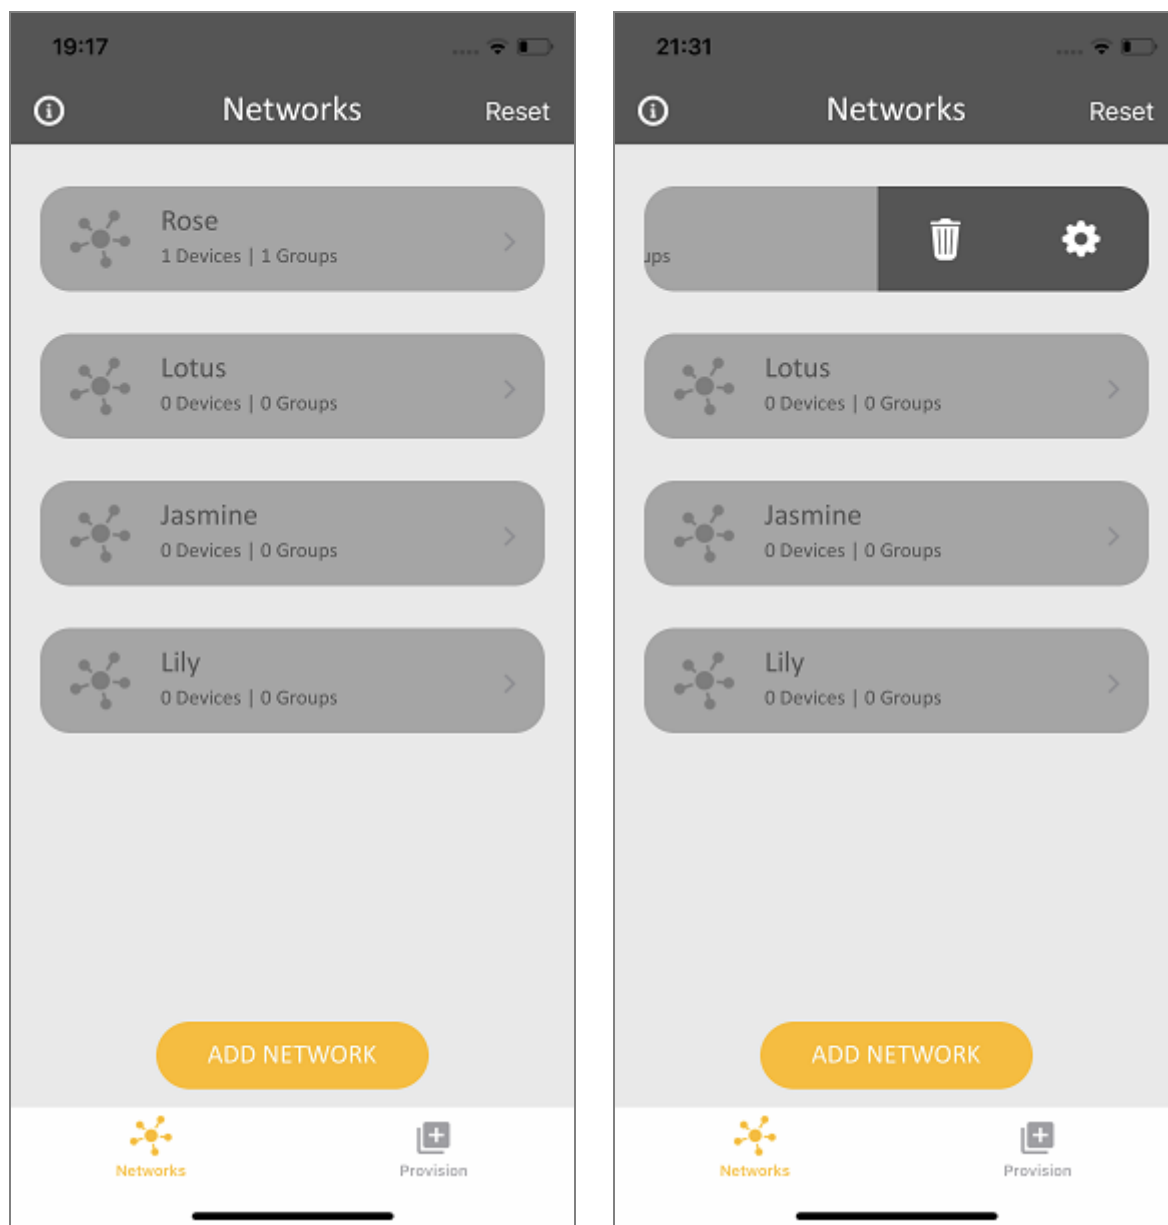 19:17
Networks Reset
Rose
1 Devices | 1 Groups
Lotus
0 Devices | 0 Groups
Jasmine
0 Devices | 0 Groups
Lily
0 Devices | 0 Groups
ADD NETWORK
Networks Provision
21:31
Networks Reset
ups
Lotus
0 Devices | 0 Groups
Jasmine
0 Devices | 0 Groups
Lily
0 Devices | 0 Groups
ADD NETWORK
Networks Provision